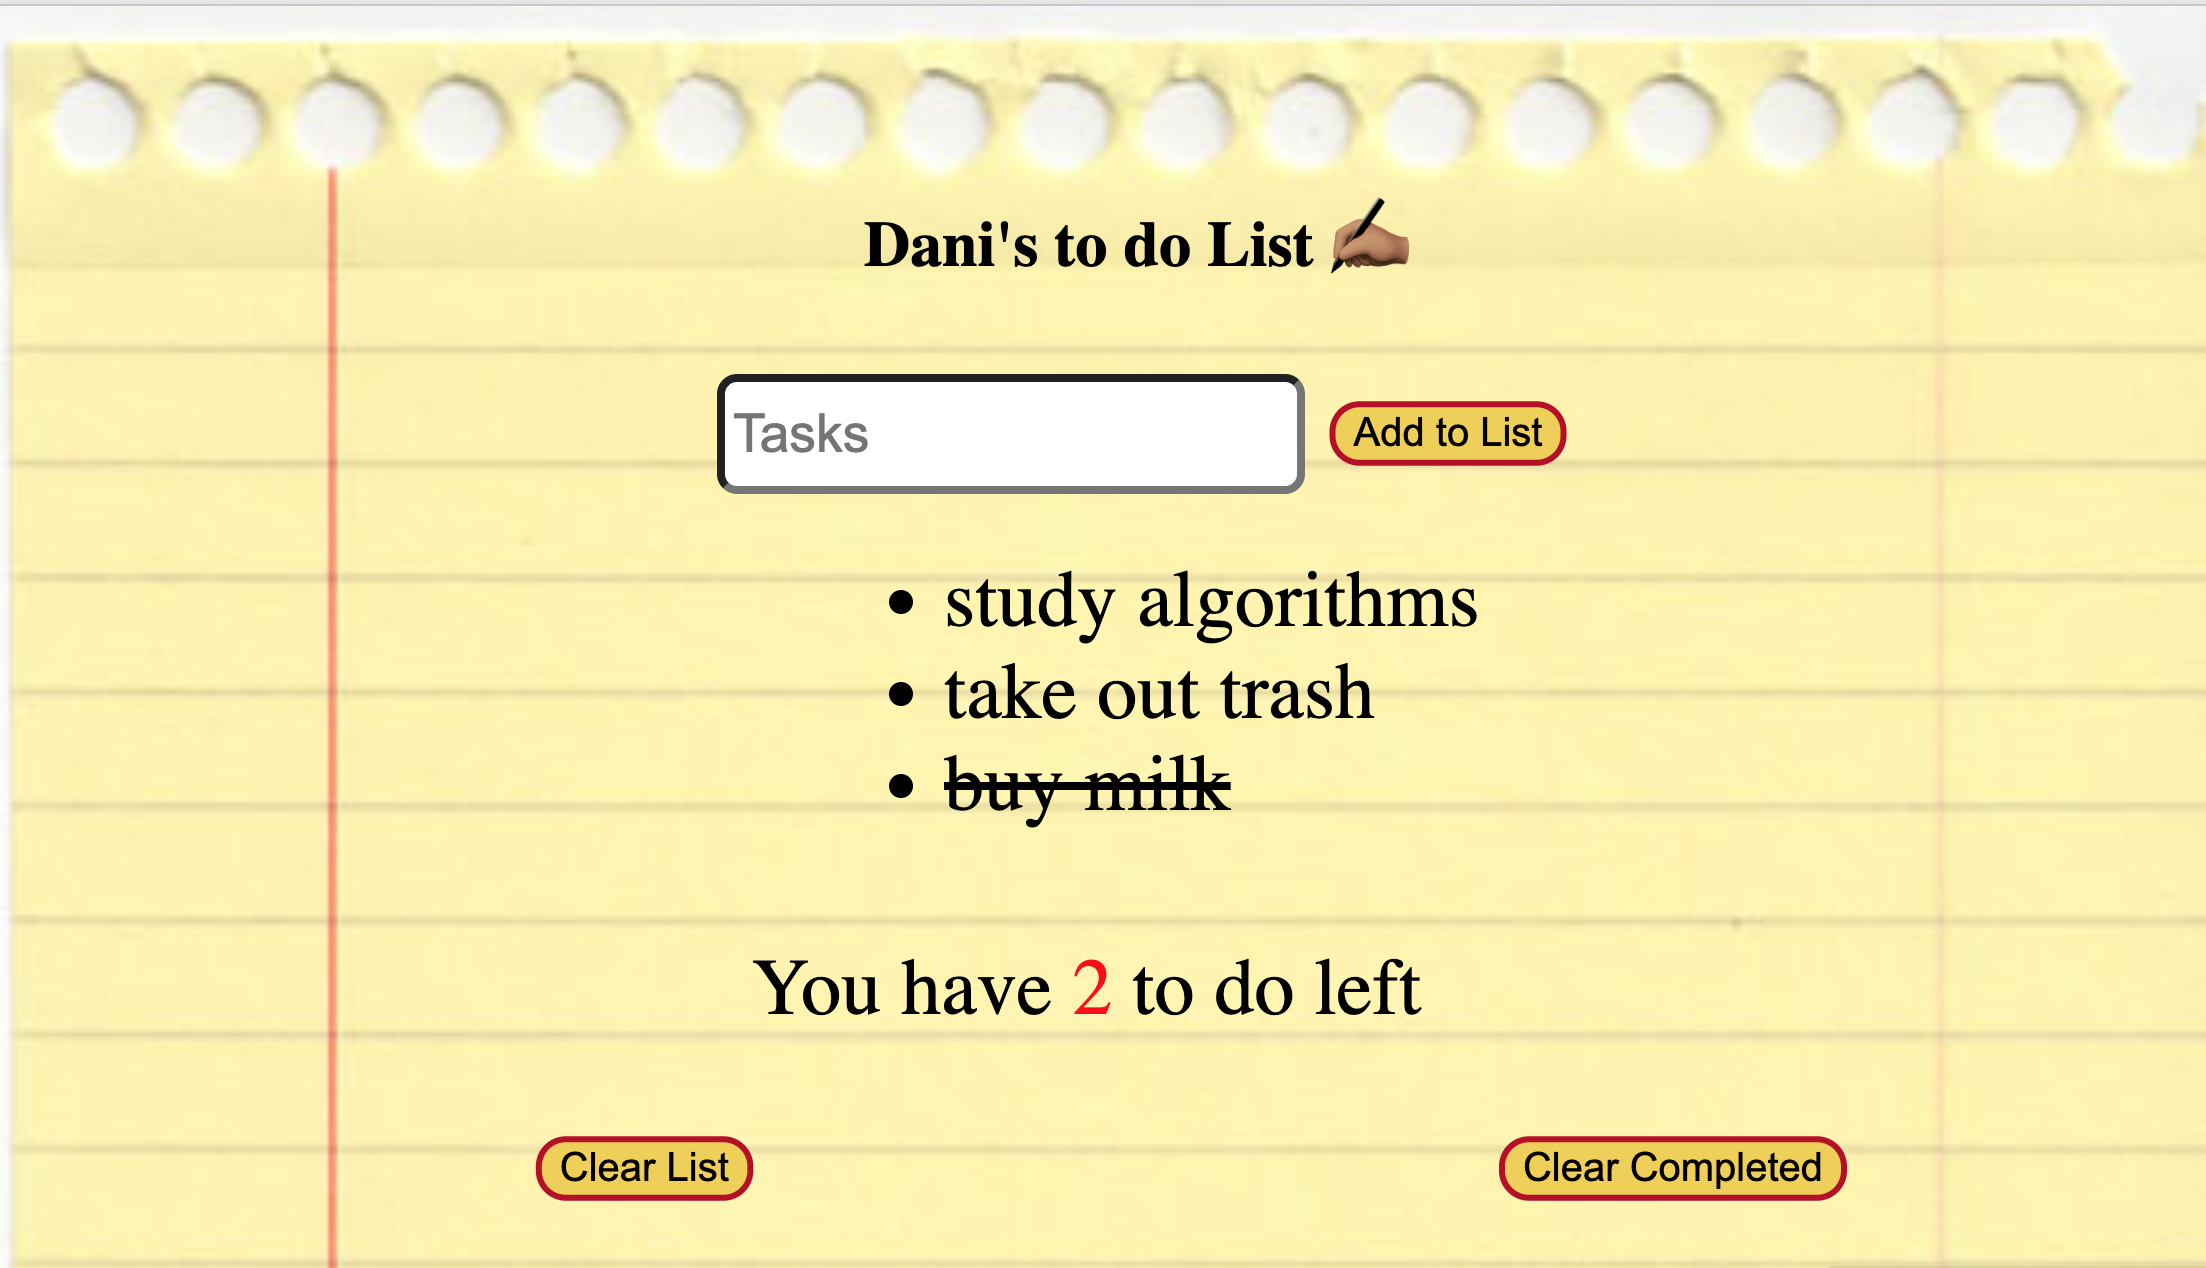 Dani's to do List ✍🏽
Tasks
Add to List
study algorithms
take out trash
buy milk
You have 2 to do left
Clear List
Clear Completed